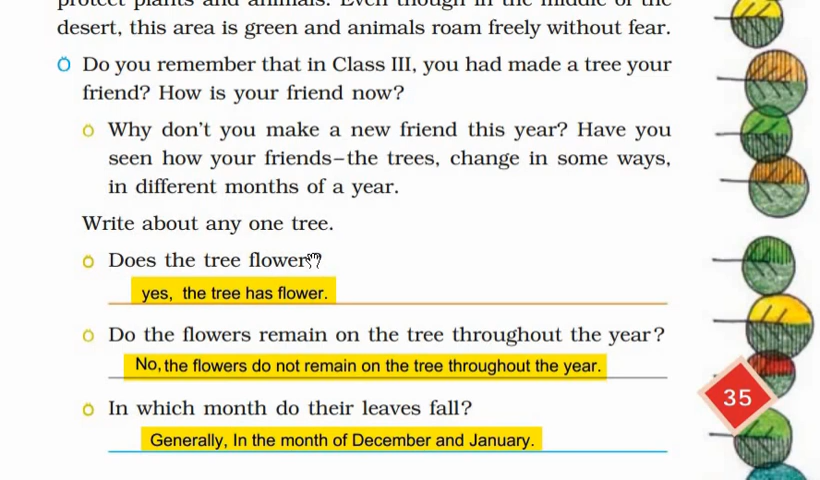 protect plants and animals. Even though in the middle of the
desert, this area is green and animals roam freely without fear.
Do you remember that in Class III, you had made a tree your
friend? How is your friend now?
Why don't you make a new friend this year? Have you
seen how your friends–the trees, change in some ways,
in different months of a year.
Write about any one tree.
Does the tree flower?
yes, the tree has flower.
Do the flowers remain on the tree throughout the year?
No, the flowers do not remain on the tree throughout the year.
In which month do their leaves fall?
Generally, In the month of December and January.
35